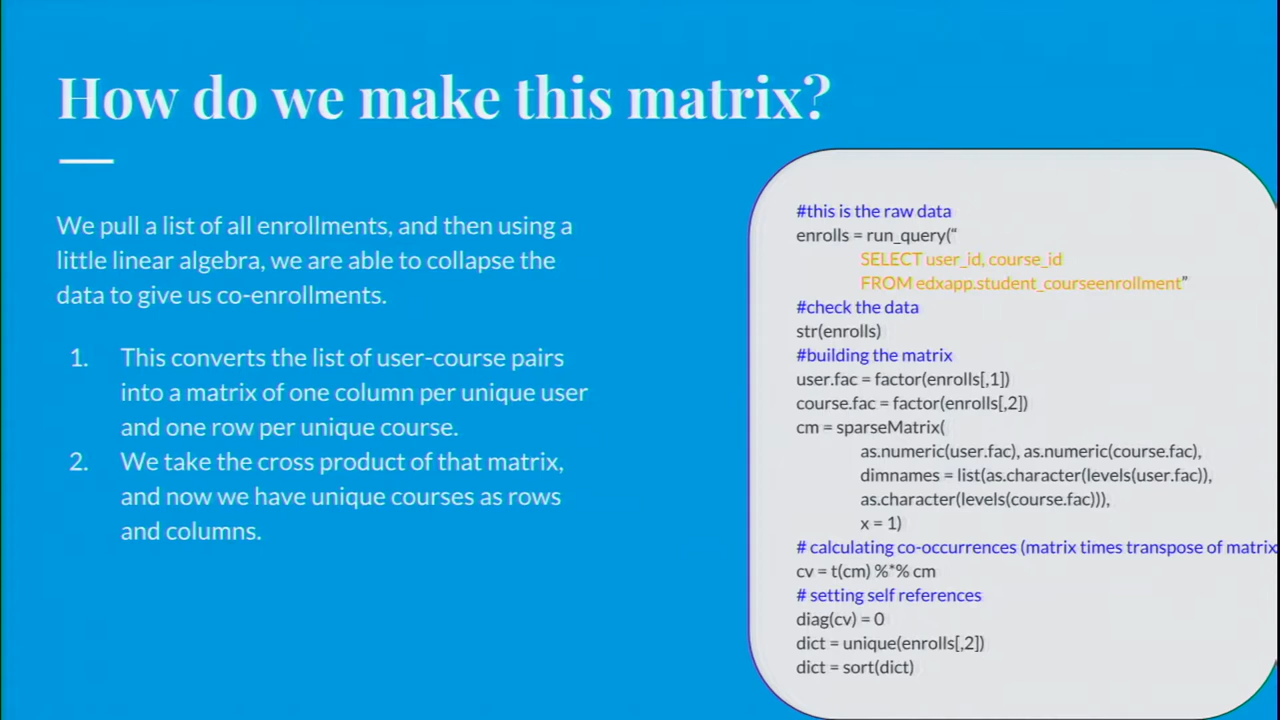 How do we make this matrix?
We pull a list of all enrollments, and then using a
little linear algebra, we are able to collapse the
data to give us co-enrollments.
1. This converts the list of user-course pairs
into a matrix of one column per unique user
and one row per unique course.
2. We take the cross product of that matrix,
and now we have unique courses as rows
and columns.
#this is the raw data
enrolls = run_query(“
SELECT user_id, course_id
FROM edxapp.student_courseenrollment”
#check the data
str(enrolls)
#building the matrix
user.fac = factor(enrolls[,1])
course.fac = factor(enrolls[,2])
cm = sparseMatrix(
as.numeric(user.fac), as.numeric(course.fac),
dimnames = list(as.character(levels(user.fac)),
as.character(levels(course.fac))),
x = 1)
# calculating co-occurrences (matrix times transpose of matrix
cv = t(cm) %*% cm
# setting self references
diag(cv) = 0
dict = unique(enrolls[,2])
dict = sort(dict)